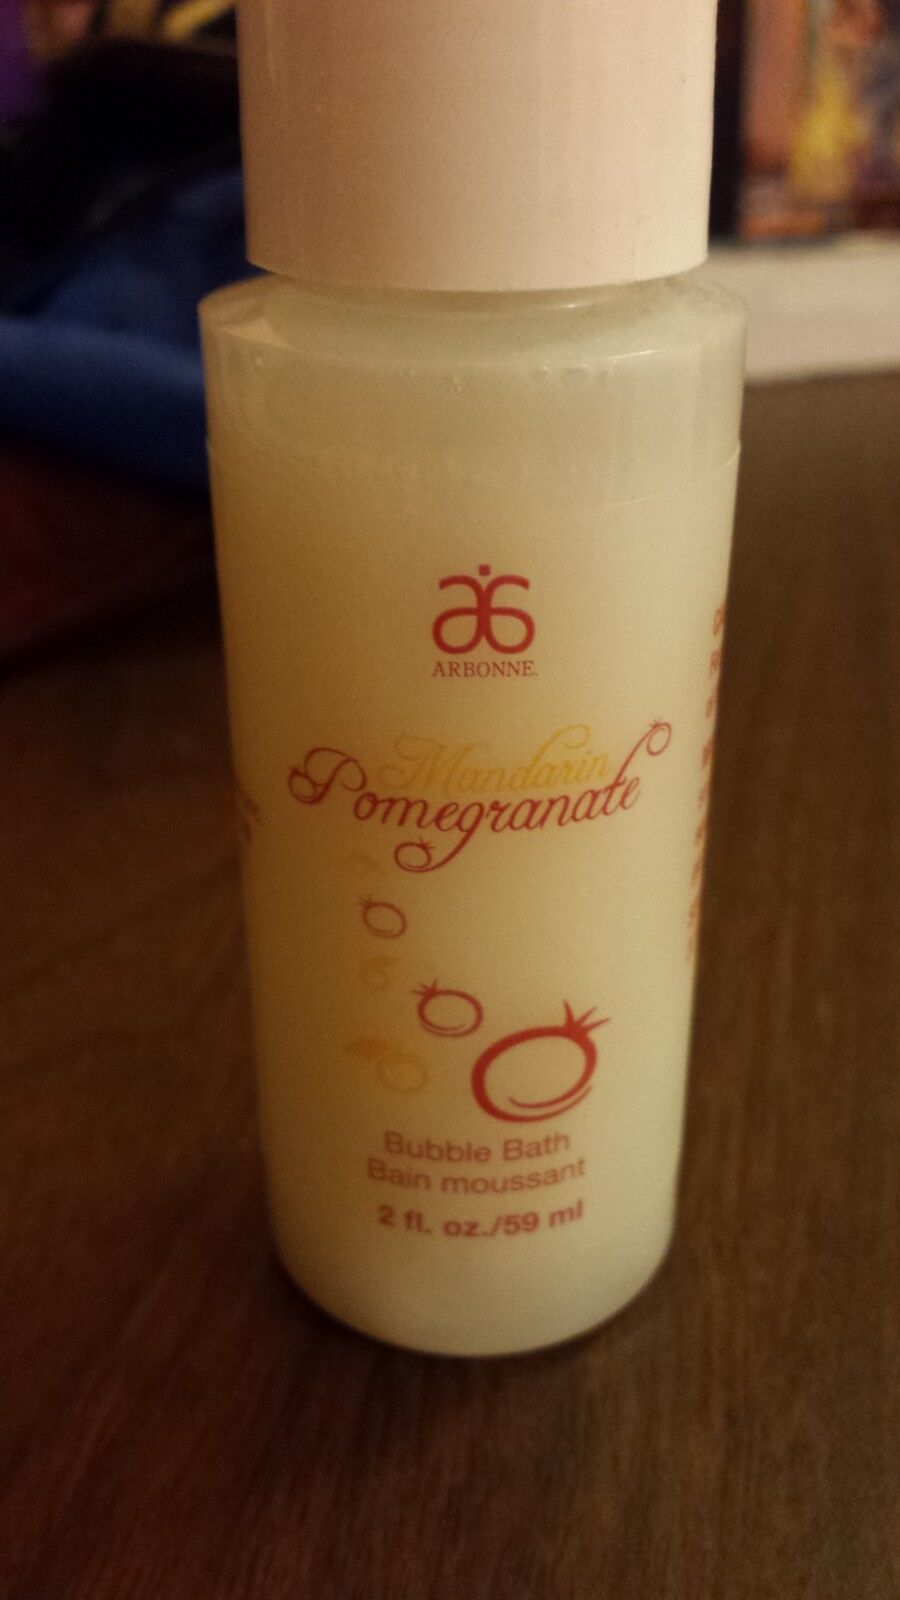 ARBONNE.
Mandarin
Pomegranate
Bubble Bath
Bain moussant
2 fl. oz./59 ml